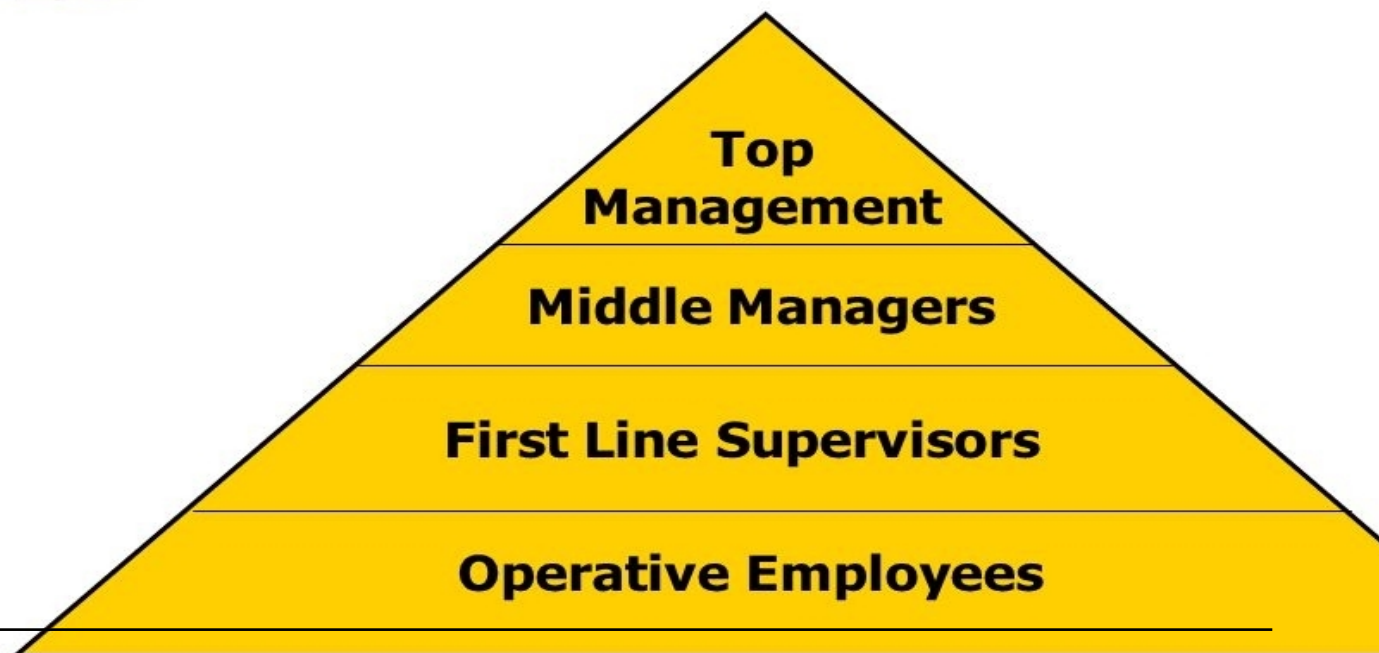 Top
Management
Middle Managers
First Line Supervisors
Operative Employees